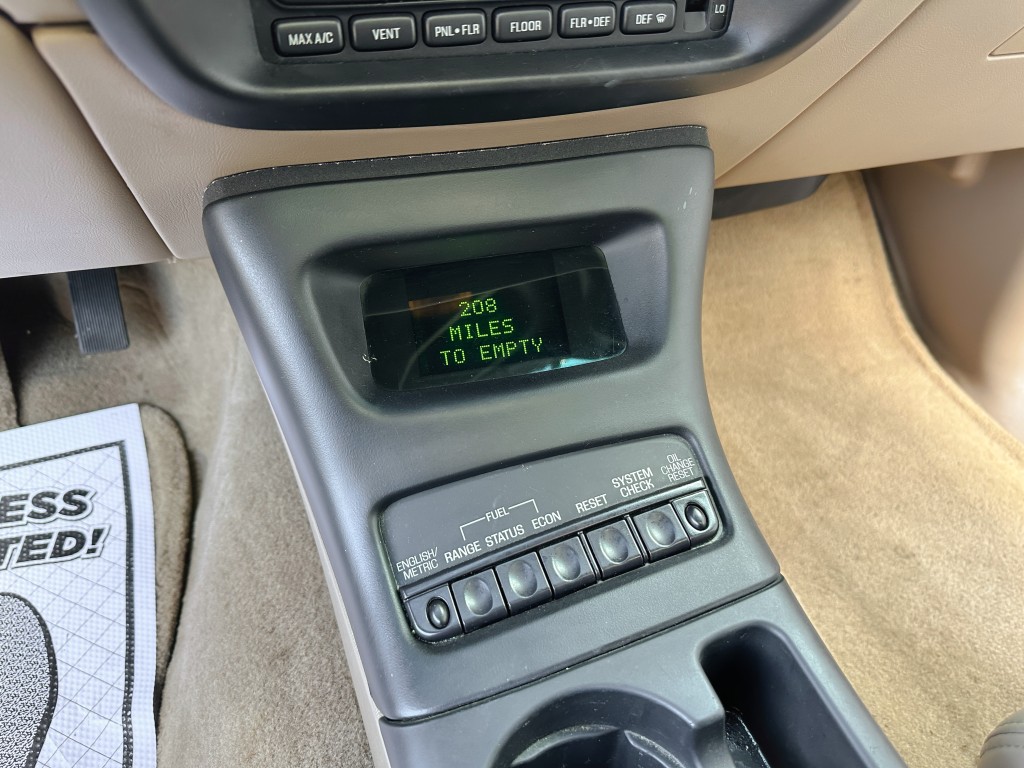 MAX A/C VENT PNL•FLR FLOOR FLR•DEF DEF LO
208
MILES
TO EMPTY
FUEL
ENGLISH/
METRIC
RANGE STATUS ECON RESET
SYSTEM
CHECK
OIL
CHANGE
RESET
ESS
TED!